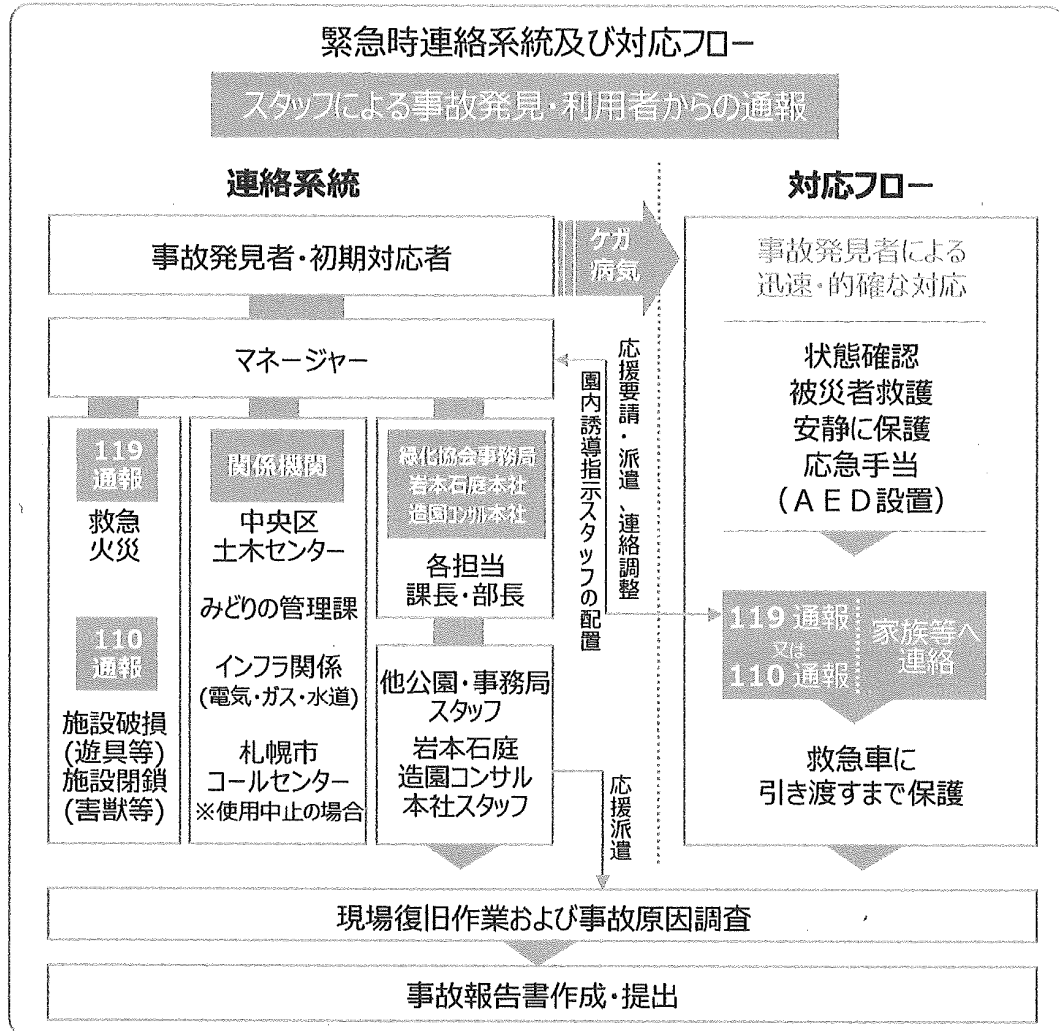 緊急時連絡系統及び対応フロー
スタッフによる事故発見・利用者からの通報
連絡系統
事故発見者・初期対応者
ケガ
病気
マネージャー
119
通報
救急
火災
110
通報
施設破損
(遊具等)
施設閉鎖
(害獣等)
関係機関
中央区
土木センター
みどりの管理課
インフラ関係
(電気・ガス・水道)
札幌市
コールセンター
※使用中止の場合
緑化協会事務局
岩本石庭本社
造園コンサル本社
各担当
課長・部長
他公園・事務局
スタッフ
岩本石庭
造園コンサル
本社スタッフ
応援要請・派遣、連絡調整
園内誘導指示スタッフの配置
応援派遣
対応フロー
事故発見者による
迅速・的確な対応
状態確認
被災者救護
安静に保護
応急手当
(AED設置)
119通報
又は
110通報
家族等へ
連絡
救急車に
引き渡すまで保護
現場復旧作業および事故原因調査
事故報告書作成・提出